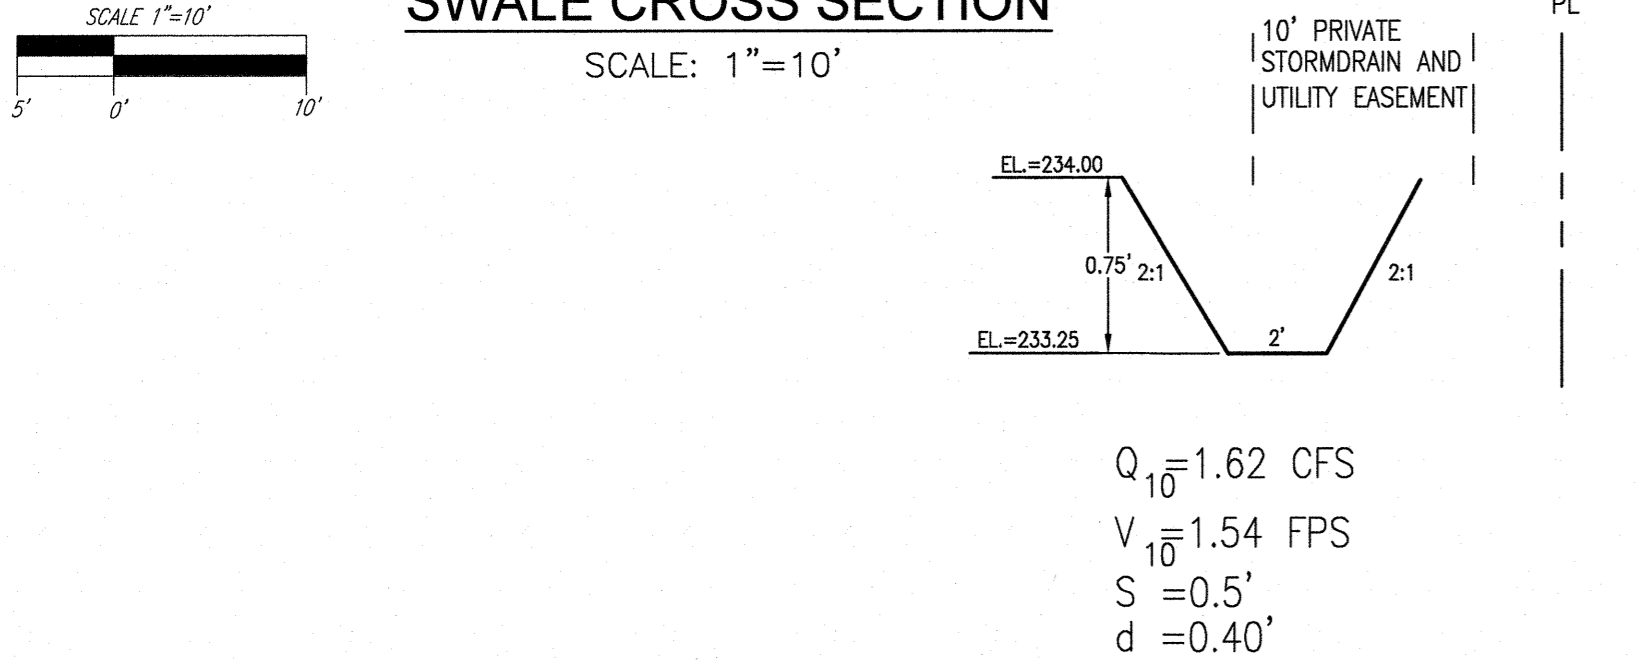 SCALE 1"=10'
5' 0' 10'
SWALE CROSS SECTION
SCALE: 1"=10'
10' PRIVATE
STORMDRAIN AND
UTILITY EASEMENT
PL
EL.=234.00
0.75' 2:1
2:1
EL.=233.25
2'
Q10=1.62 CFS
V10=1.54 FPS
S =0.5'
d =0.40'